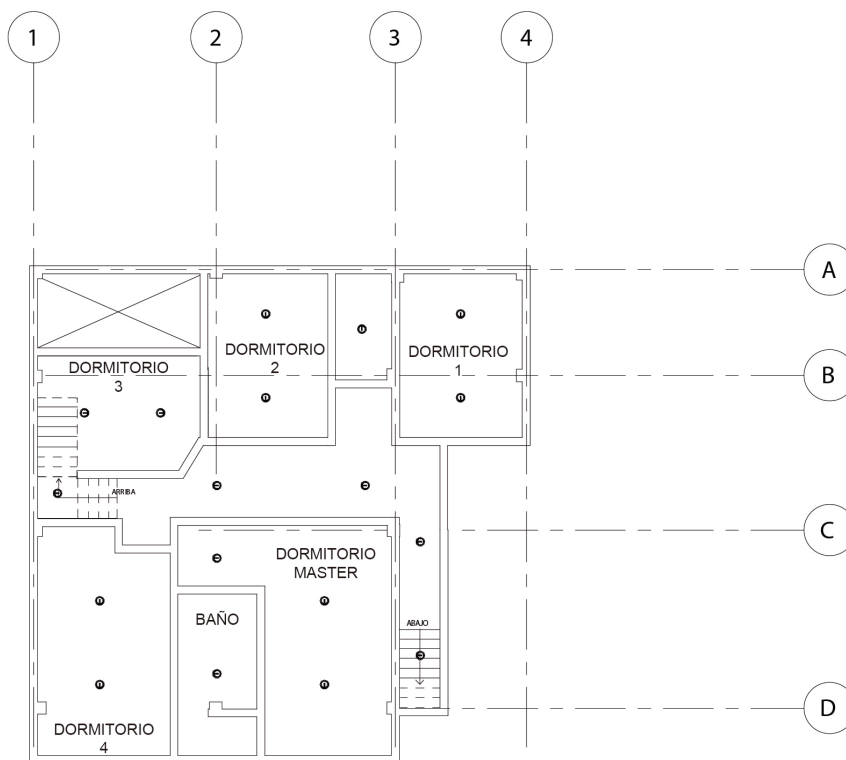 1
2
3
4
A
B
C
D
DORMITORIO
3
DORMITORIO
2
DORMITORIO
1
ARRIBA
DORMITORIO
MASTER
BAÑO
ABAJO
DORMITORIO
4